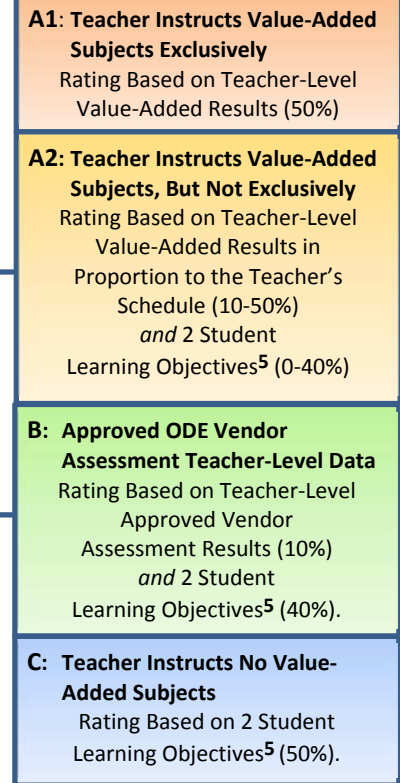 A1: Teacher Instructs Value-Added
Subjects Exclusively
Rating Based on Teacher-Level
Value-Added Results (50%)
A2: Teacher Instructs Value-Added
Subjects, But Not Exclusively
Rating Based on Teacher-Level
Value-Added Results in
Proportion to the Teacher’s
Schedule (10-50%)
and 2 Student
Learning Objectives5 (0-40%)
B: Approved ODE Vendor
Assessment Teacher-Level Data
Rating Based on Teacher-Level
Approved Vendor
Assessment Results (10%)
and 2 Student
Learning Objectives5 (40%).
C: Teacher Instructs No Value-
Added Subjects
Rating Based on 2 Student
Learning Objectives5 (50%).